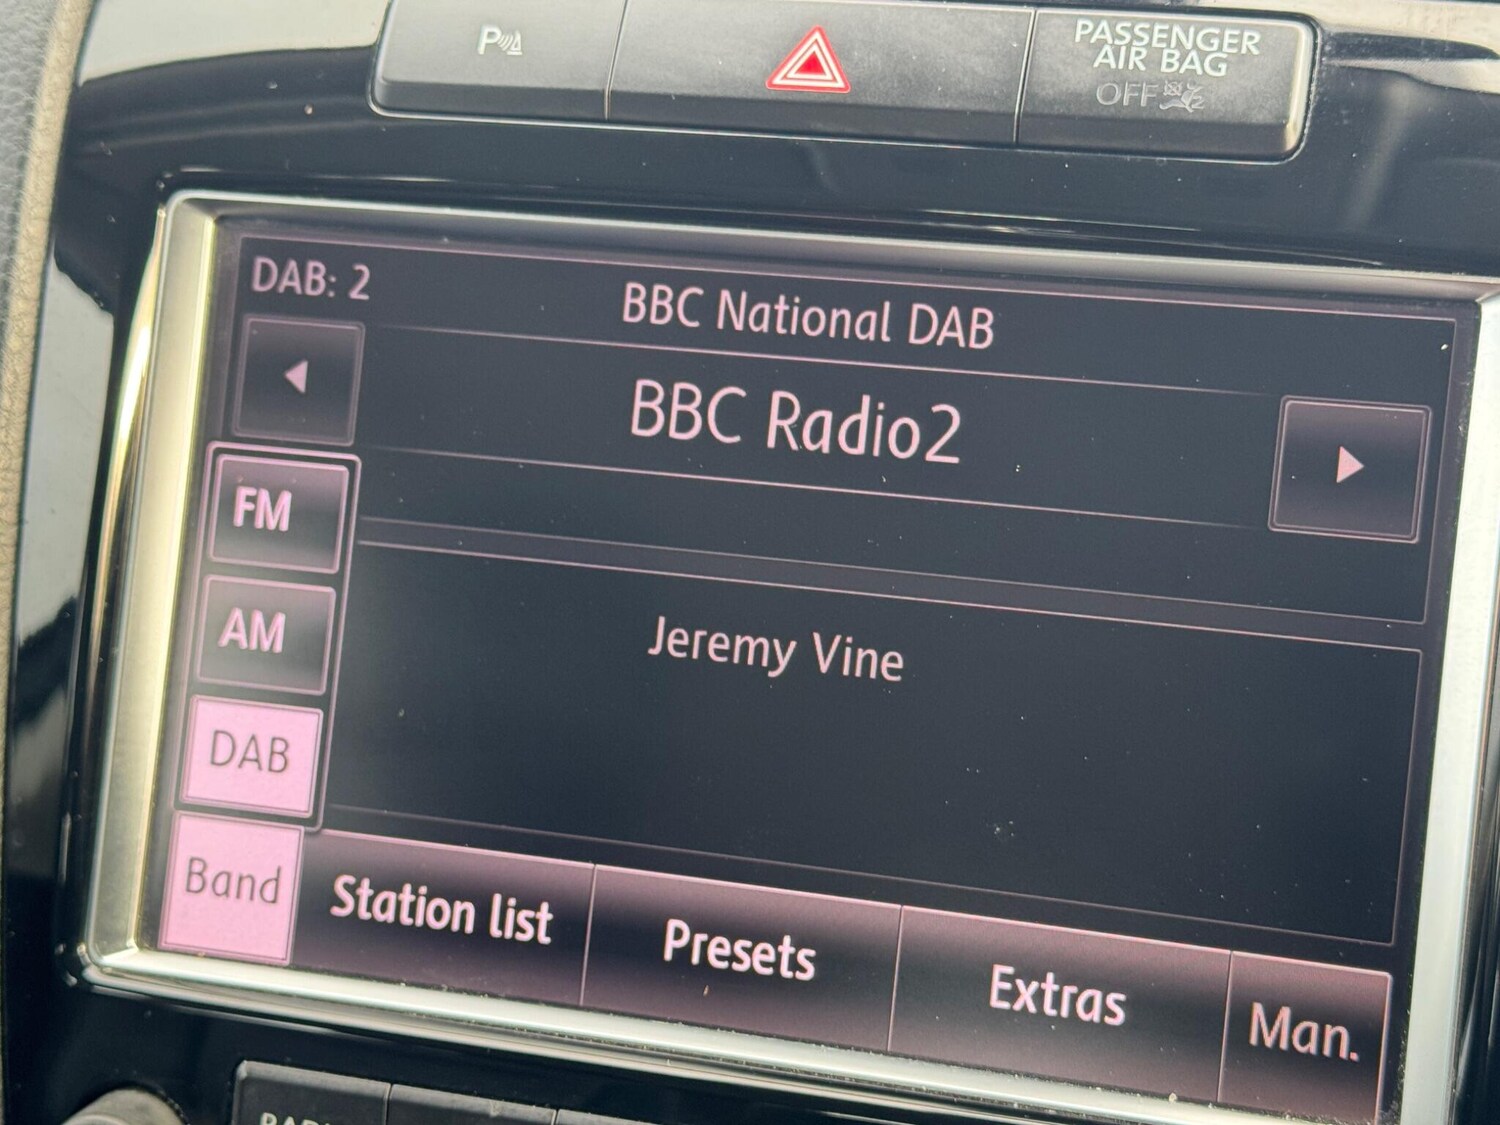 P
PASSENGER
AIR BAG
OFF
DAB: 2
BBC National DAB
BBC Radio2
FM
AM
DAB
Band
Jeremy Vine
Station list
Presets
Extras
Man.